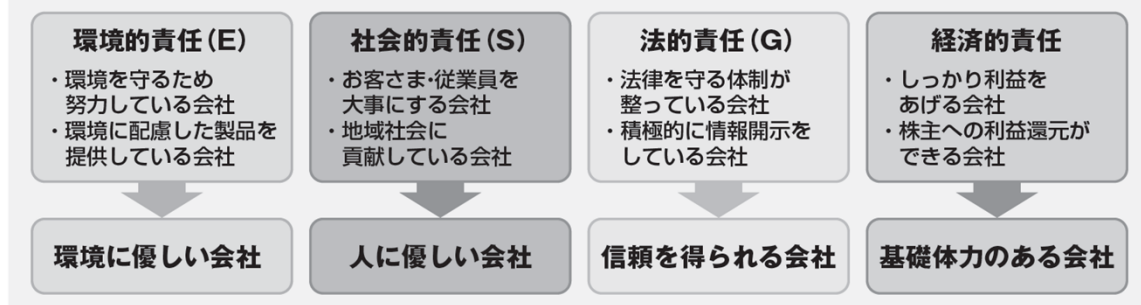 環境的責任(E)
・環境を守るため
努力している会社
・環境に配慮した製品を
提供している会社
環境に優しい会社
社会的責任(S)
・お客さま・従業員を
大事にする会社
・地域社会に
貢献している会社
人に優しい会社
法的責任(G)
・法律を守る体制が
整っている会社
・積極的に情報開示を
している会社
信頼を得られる会社
経済的責任
・しっかり利益を
あげる会社
・株主への利益還元が
できる会社
基礎体力のある会社